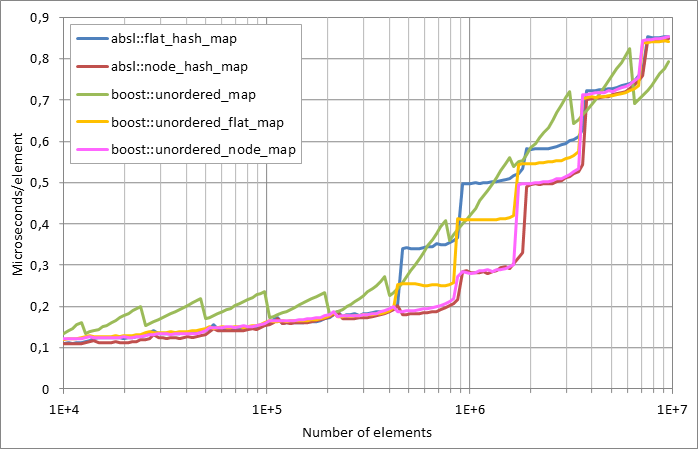 0,9
0,8
0,7
0,6
0,5
0,4
0,3
0,2
0,1
0
Microseconds/element
absl::flat_hash_map
absl::node_hash_map
boost::unordered_map
boost::unordered_flat_map
boost::unordered_node_map
1E+4 1E+5 1E+6 1E+7
Number of elements